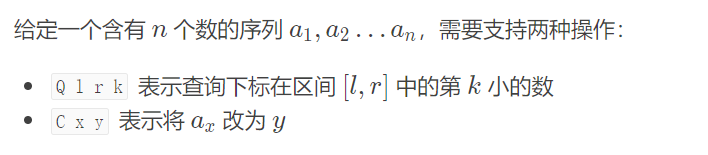 给定一个含有 n 个数的序列 a₁, a₂ … aₙ，需要支持两种操作：
• Q l r k 表示查询下标在区间 [l, r] 中的第 k 小的数
• C x y 表示将 aₓ 改为 y